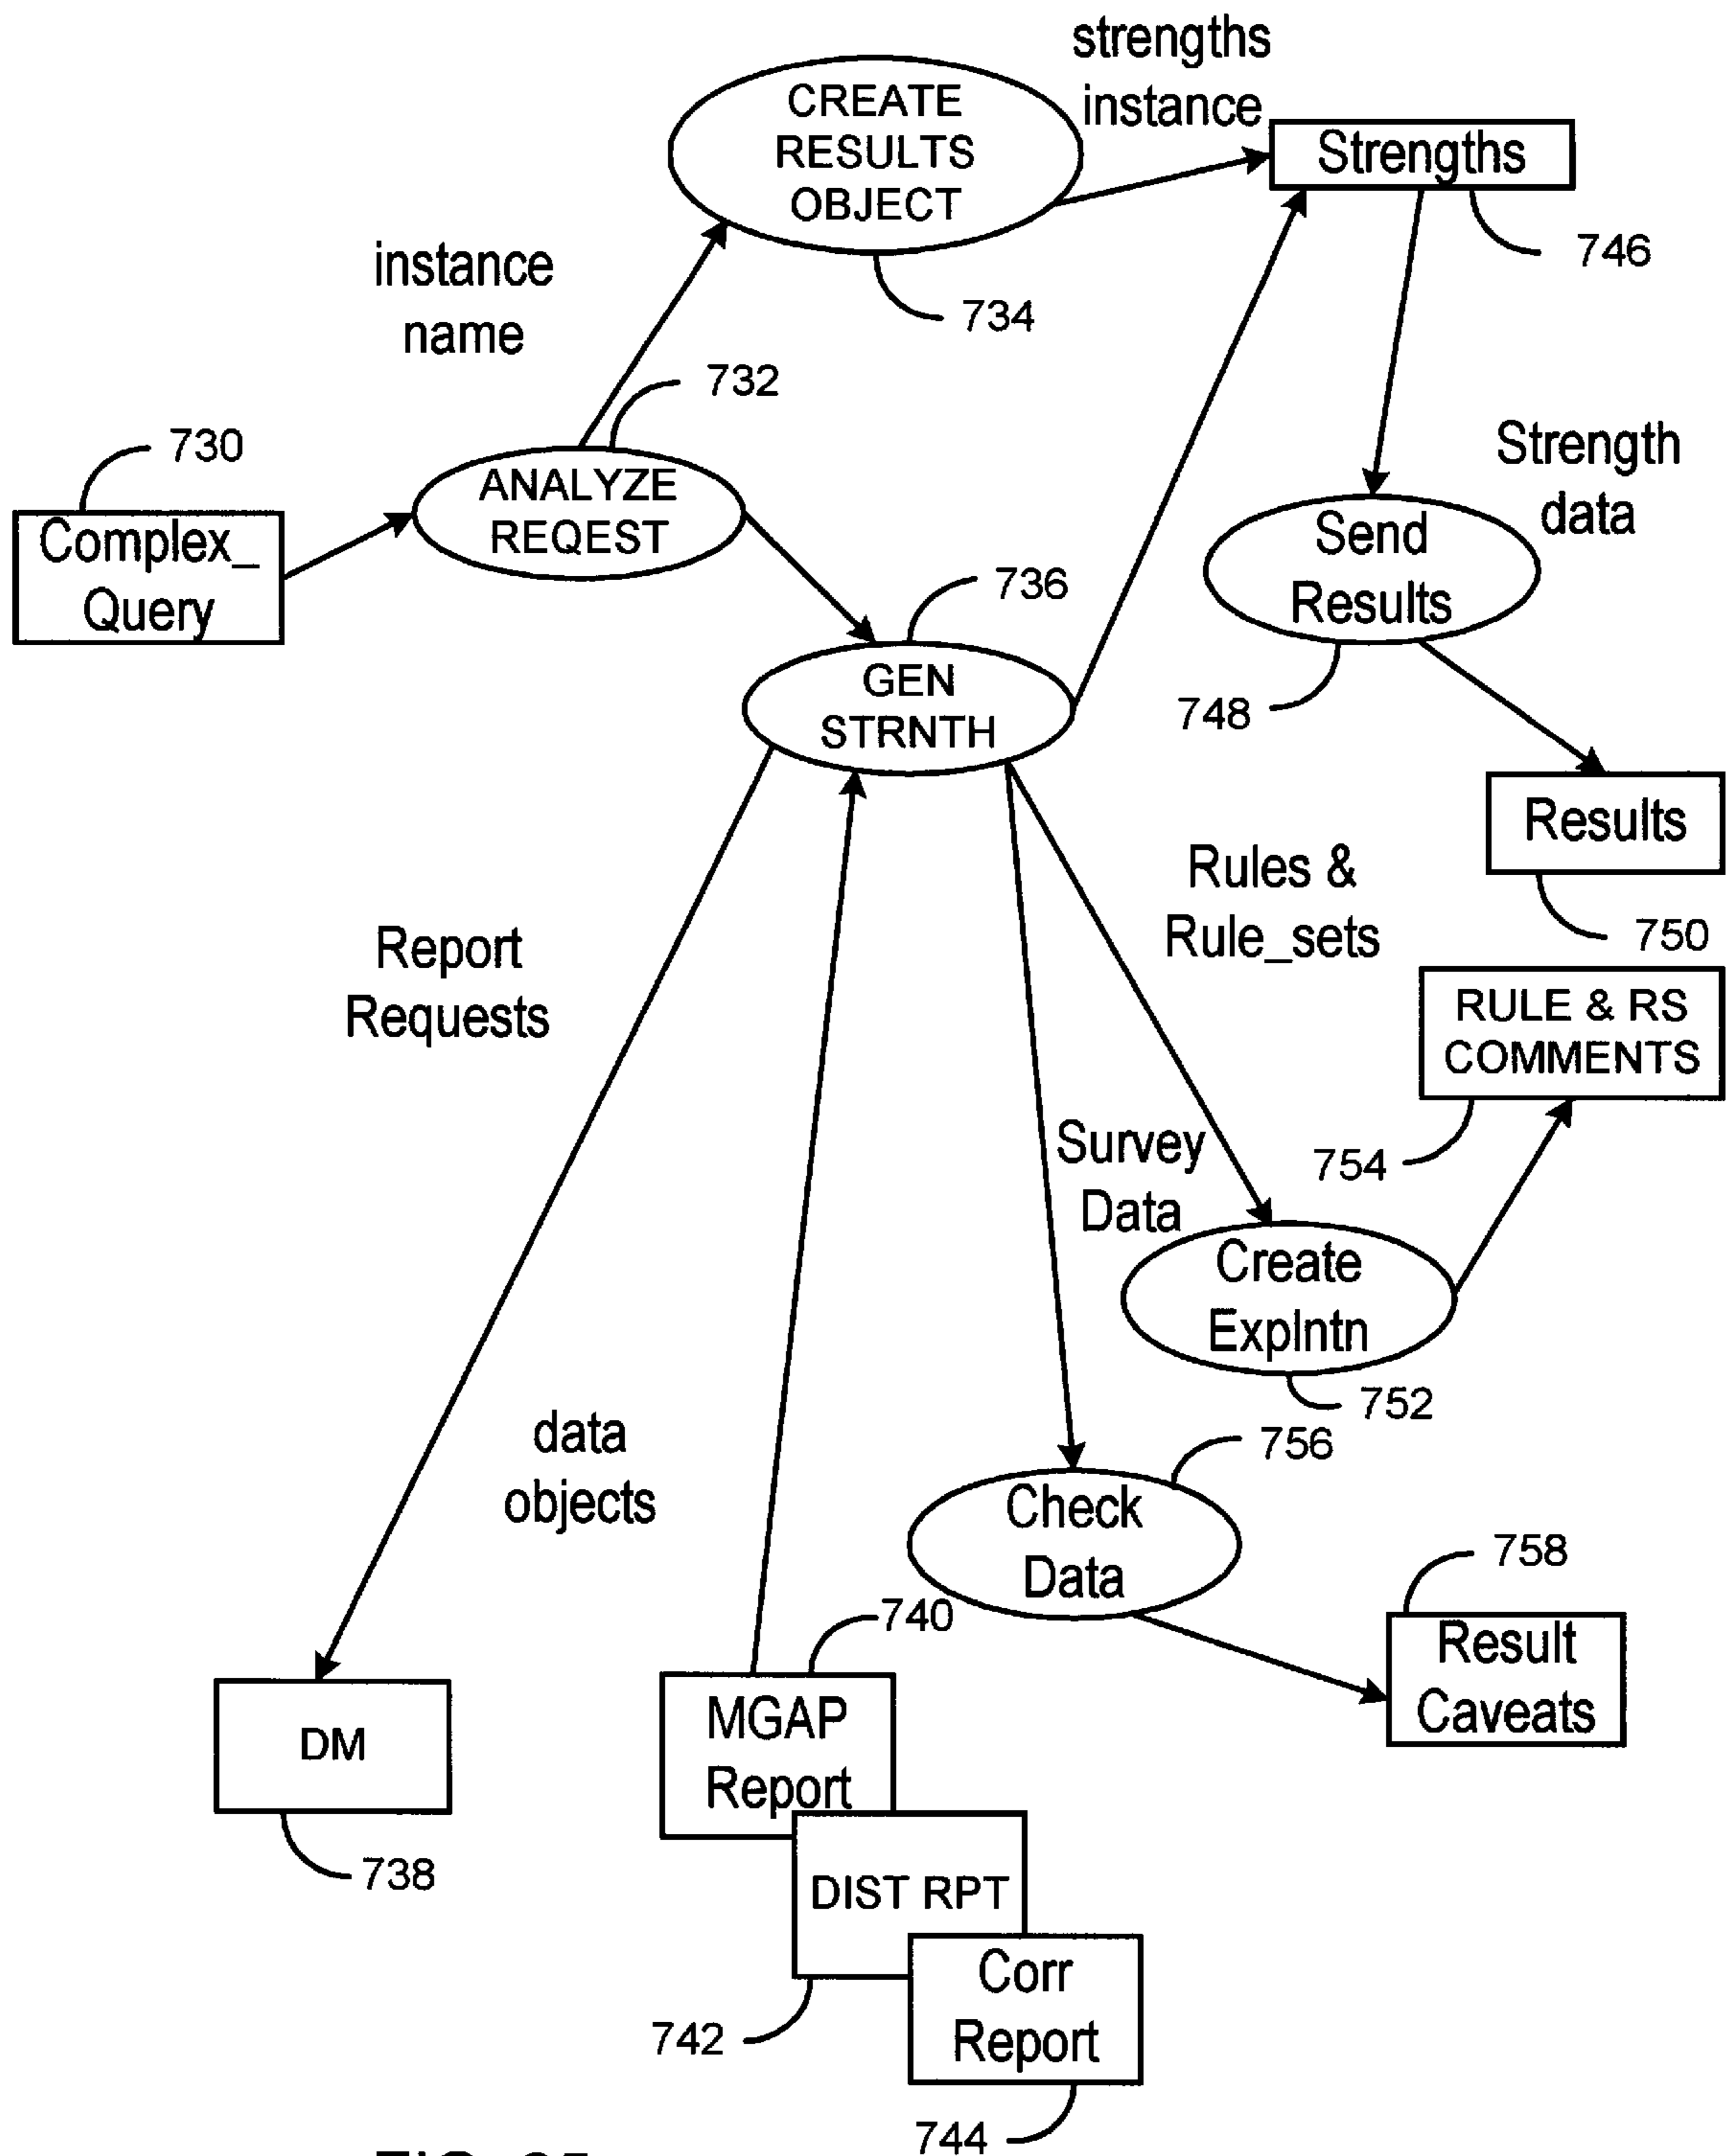 strengths
instance
CREATE
RESULTS
OBJECT
Strengths
746
instance
name
734
732
730
Complex_
Query
ANALYZE
REQEST
Strength
data
Send
Results
736
GEN
STRNTH
748
Results
750
Rules &
Rule_sets
Report
Requests
RULE & RS
COMMENTS
754
Survey
Data
Create
Explntn
752
data
objects
756
Check
Data
758
Result
Caveats
740
MGAP
Report
DM
738
DIST RPT
742
Corr
Report
744